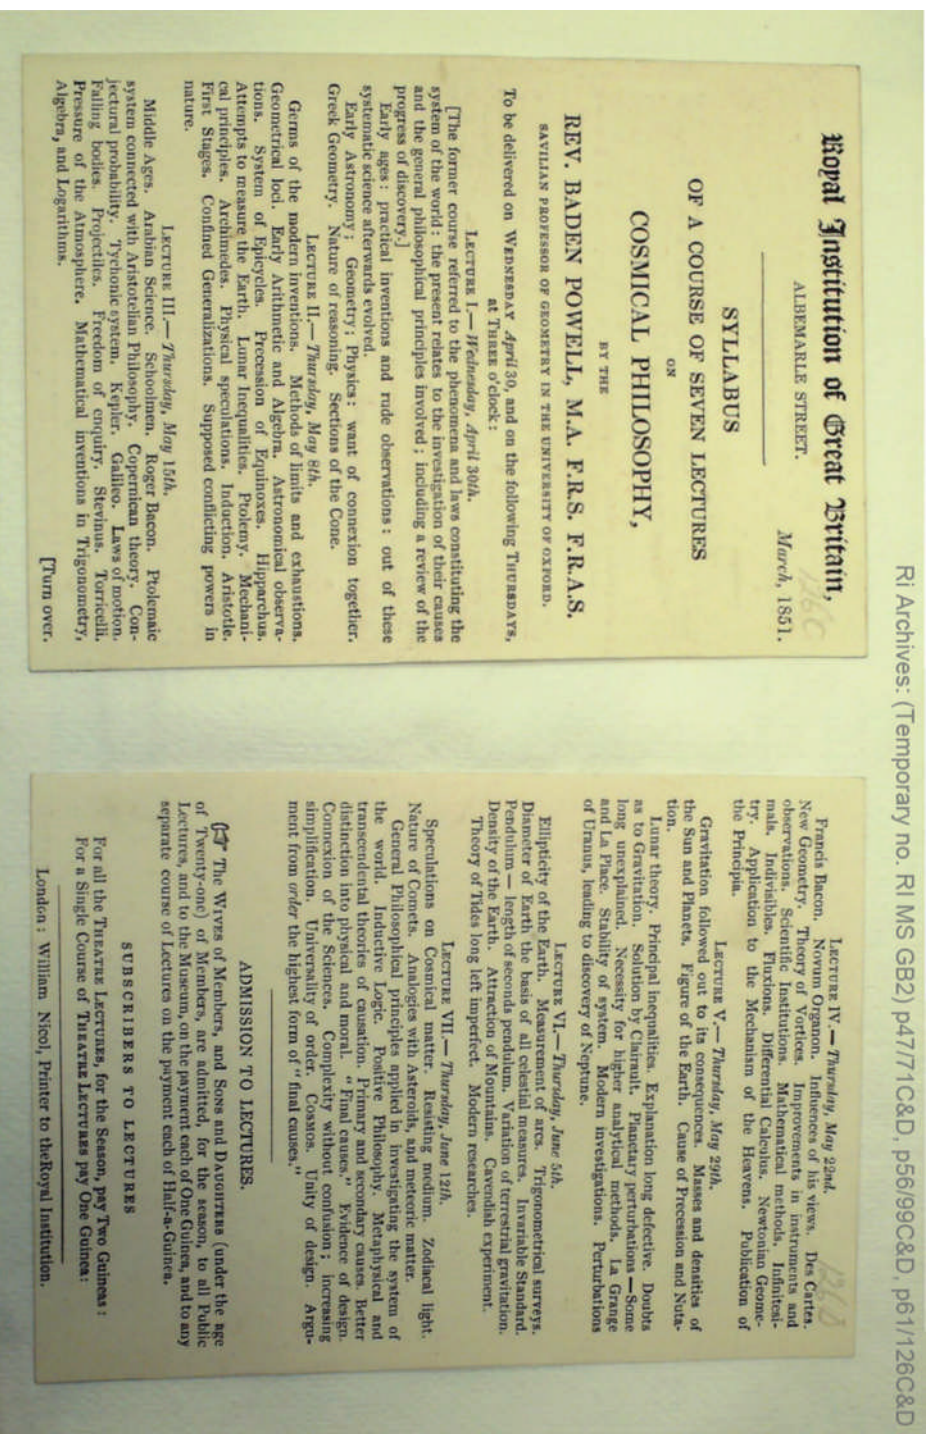 Ri Archives: (Temporary no. RI MS GB2) p47/71C&D, p56/99C&D, p61/126C&D
126C
Royal Institution of Great Britain,
ALBEMARLE STREET.
March, 1851.
SYLLABUS
OF A COURSE OF SEVEN LECTURES
ON
COSMICAL PHILOSOPHY,
BY THE
REV. BADEN POWELL, M.A. F.R.S. F.R.A.S.
SAVILIAN PROFESSOR OF GEOMETRY IN THE UNIVERSITY OF OXFORD.
To be delivered on WEDNESDAY April 30, and on the following THURSDAYS,
at THREE o'clock:
LECTURE I.—Wednesday, April 30th.
[The former course referred to the phenomena and laws constituting the
system of the world: the present relates to the investigation of their causes
and the general philosophical principles involved; including a review of the
progress of discovery.]
Early ages: practical inventions and rude observations: out of these
systematic science afterwards evolved.
Early Astronomy; Geometry; Physics: want of connexion together.
Greek Geometry. Nature of reasoning. Sections of the Cone.
LECTURE II.—Thursday, May 8th.
Germs of the modern inventions. Methods of limits and exhaustions.
Geometrical loci. Early Arithmetic and Algebra. Astronomical observa-
tions. System of Epicycles. Precession of Equinoxes. Hipparchus.
Attempts to measure the Earth. Lunar Inequalities. Ptolemy. Mechani-
cal principles. Archimedes. Physical speculations. Induction. Aristotle.
First Stages. Confined Generalizations. Supposed conflicting powers in
nature.
LECTURE III.—Thursday, May 15th.
Middle Ages. Arabian Science. Schoolmen. Roger Bacon. Ptolemaic
system connected with Aristotelian Philosophy. Copernican theory. Con-
jectural probability. Tychonic system. Kepler. Galileo. Laws of motion.
Falling bodies. Projectiles. Freedom of enquiry. Stevinus. Torricelli.
Pressure of the Atmosphere. Mathematical inventions in Trigonometry,
Algebra, and Logarithms.
[Turn over.
126D
LECTURE IV.—Thursday, May 22nd.
Francis Bacon. Novum Organon. Influences of his views. Des Cartes.
New Geometry. Theory of Vortices. Improvements in instruments and
observations. Scientific Institutions. Mathematical methods. Infinitesi-
mals. Indivisibles. Fluxions. Differential Calculus. Newtonian Geome-
try. Application to the Mechanism of the Heavens. Publication of
the Principia.
LECTURE V.—Thursday, May 29th.
Gravitation followed out to its consequences. Masses and densities of
the Sun and Planets. Figure of the Earth. Cause of Precession and Nuta-
tion.
Lunar theory. Principal inequalities. Explanation long defective. Doubts
as to Gravitation. Solution by Clairault. Planetary perturbations—Some
long unexplained. Necessity for higher analytical methods. La Grange
and La Place. Stability of system. Modern investigations. Perturbations
of Uranus, leading to discovery of Neptune.
LECTURE VI.—Thursday, June 5th.
Ellipticity of the Earth. Measurement of arcs. Trigonometrical surveys.
Diameter of Earth the basis of all celestial measures. Invariable Standard.
Pendulum—length of seconds pendulum. Variation of terrestrial gravitation.
Density of the Earth. Attraction of Mountains. Cavendish experiment.
Theory of Tides long left imperfect. Modern researches.
LECTURE VII.—Thursday, June 12th.
Speculations on Cosmical matter. Resisting medium. Zodiacal light.
Nature of Comets. Analogies with Asteroids, and meteoric matter.
General Philosophical principles applied in investigating the system of
the world. Inductive Logic. Positive Philosophy. Metaphysical and
transcendental theories of causation. Primary and secondary causes. Better
distinction into physical and moral. "Final causes." Evidence of design.
Connexion of the Sciences. Complexity without confusion; increasing
simplification. Universality of order. Cosmos. Unity of design. Argu-
ment from order the highest form of "final causes."
ADMISSION TO LECTURES.
☞ The WIVES of Members, and SONS and DAUGHTERS (under the age
of Twenty-one) of Members, are admitted, for the season, to all Public
Lectures, and to the Museum, on the payment each of One Guinea, and to any
separate course of Lectures on the payment each of Half-a-Guinea.
SUBSCRIBERS TO LECTURES
For all the THEATRE LECTURES, for the Season, pay Two Guineas:
For a Single Course of THEATRE LECTURES pay One Guinea:
London: William Nicol, Printer to the Royal Institution.